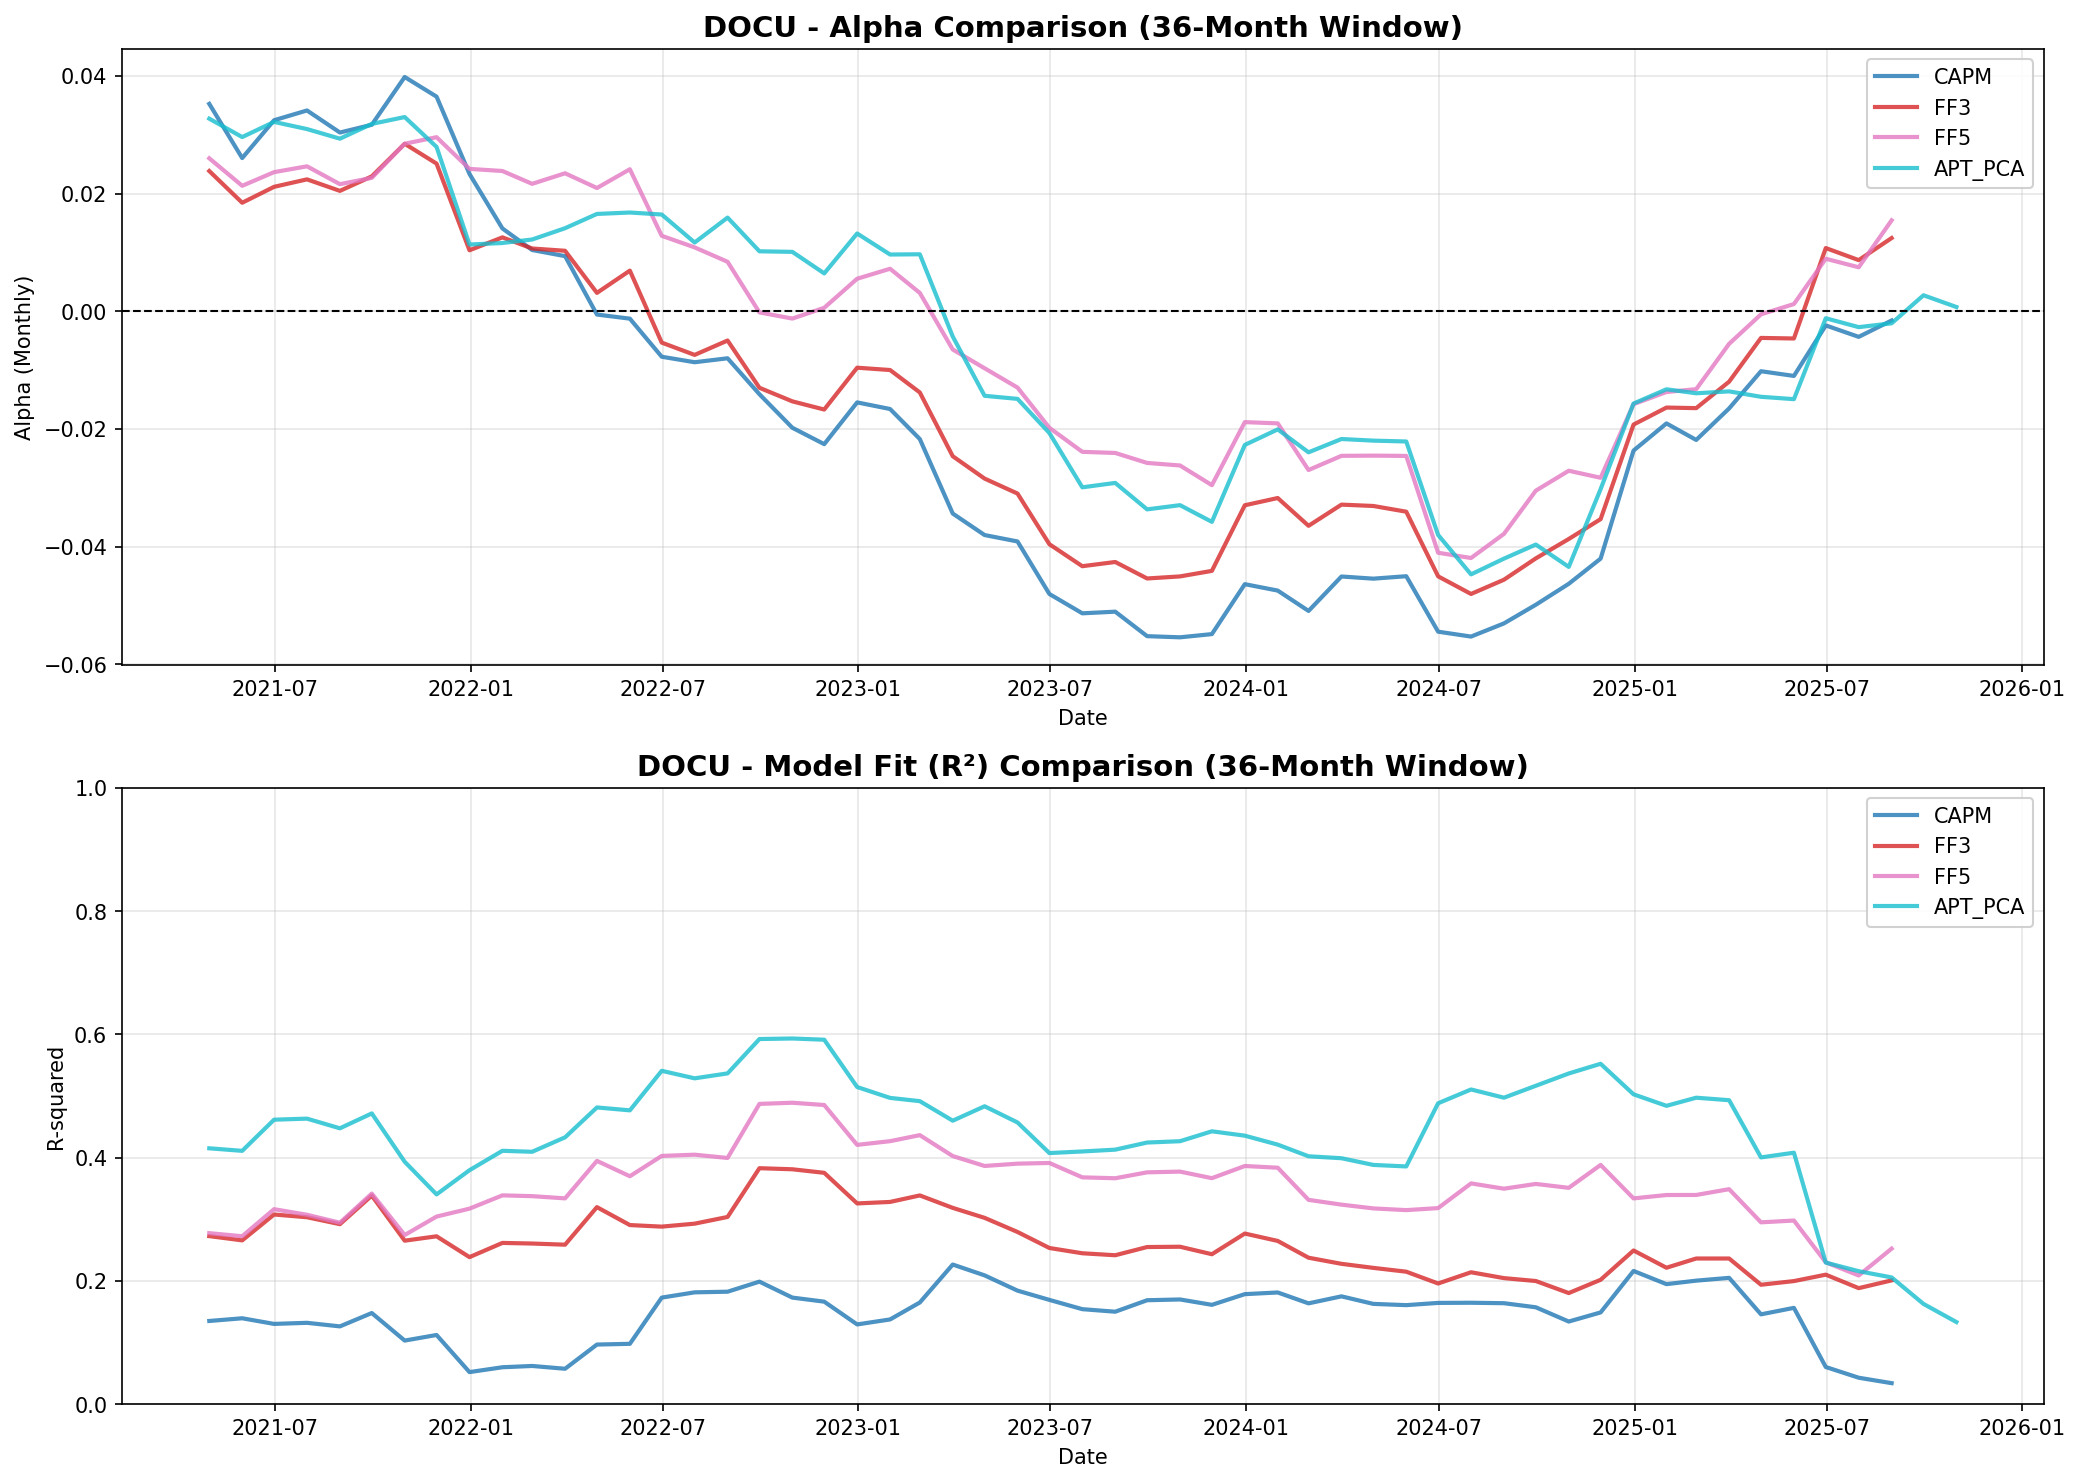 DOCU - Alpha Comparison (36-Month Window)
Alpha (Monthly)
0.04
0.02
0.00
−0.02
−0.04
−0.06
CAPM
FF3
FF5
APT_PCA
2021-07 2022-01 2022-07 2023-01 2023-07 2024-01 2024-07 2025-01 2025-07 2026-01
Date
DOCU - Model Fit (R²) Comparison (36-Month Window)
R-squared
1.0
0.8
0.6
0.4
0.2
0.0
CAPM
FF3
FF5
APT_PCA
2021-07 2022-01 2022-07 2023-01 2023-07 2024-01 2024-07 2025-01 2025-07 2026-01
Date